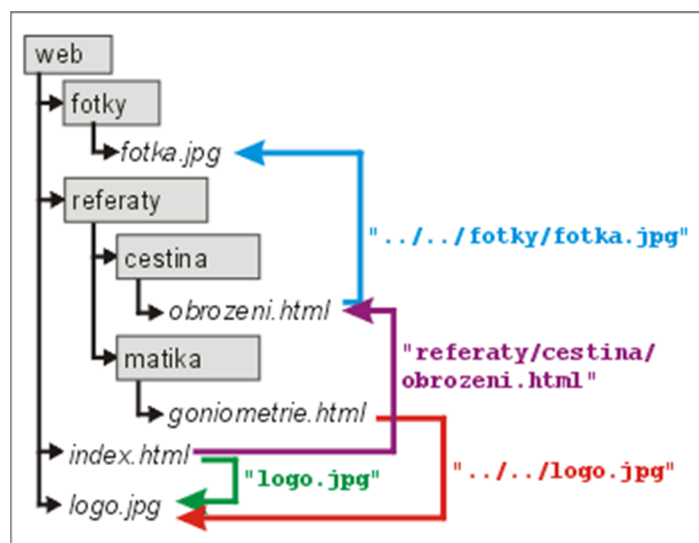 web
fotky
fotka.jpg
referaty
"../../fotky/fotka.jpg"
cestina
obrozeni.html
matika
"referaty/cestina/
obrozeni.html"
goniometrie.html
index.html
"logo.jpg"
"../../logo.jpg"
logo.jpg